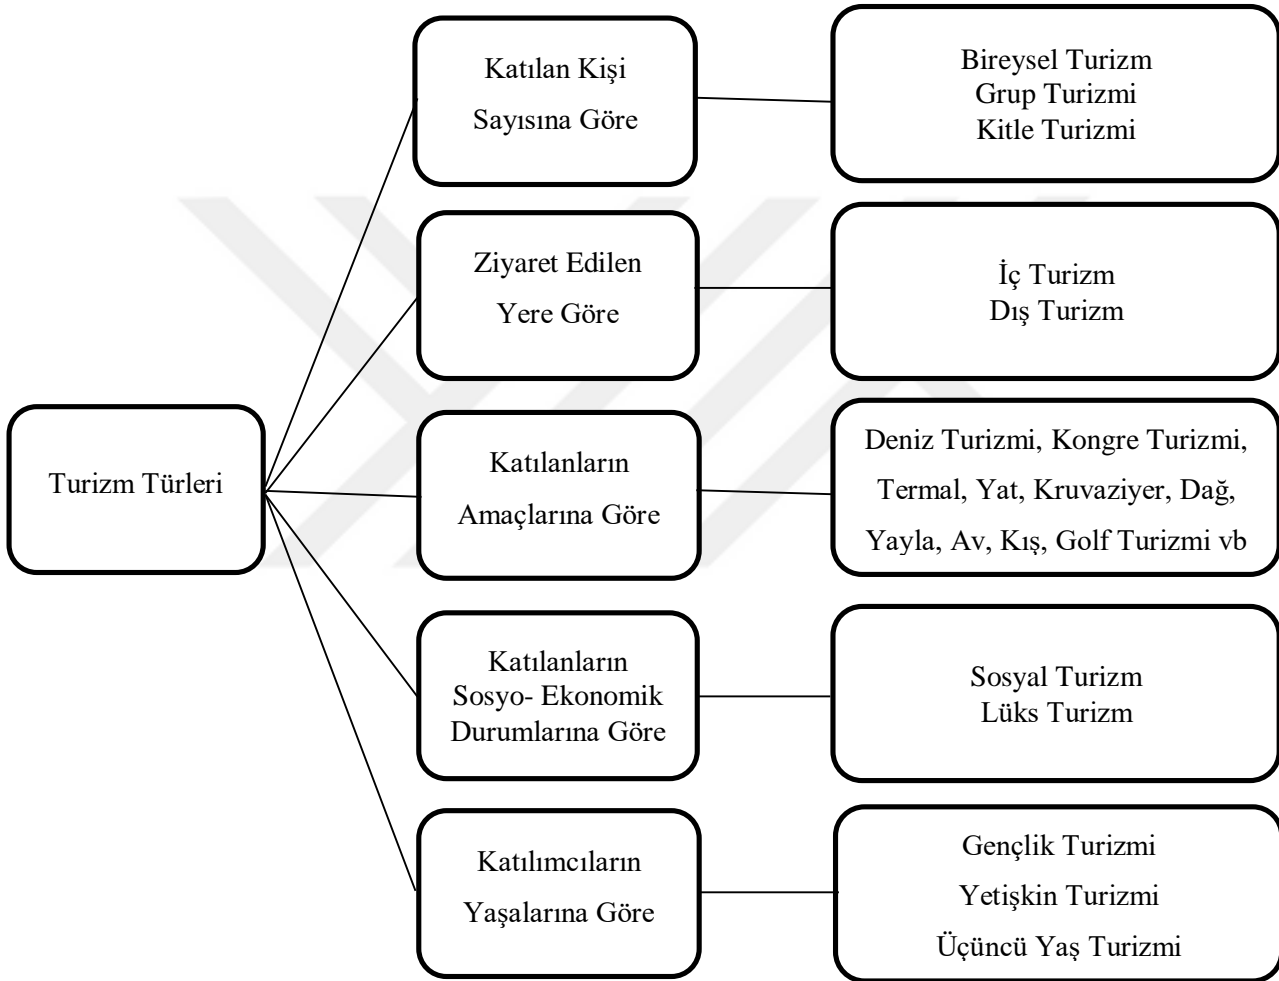 Turizm Türleri
Katılan Kişi
Sayısına Göre
Bireysel Turizm
Grup Turizmi
Kitle Turizmi
Ziyaret Edilen
Yere Göre
İç Turizm
Dış Turizm
Katılanların
Amaçlarına Göre
Deniz Turizmi, Kongre Turizmi,
Termal, Yat, Kruvaziyer, Dağ,
Yayla, Av, Kış, Golf Turizmi vb
Katılanların
Sosyo- Ekonomik
Durumlarına Göre
Sosyal Turizm
Lüks Turizm
Katılımcıların
Yaşalarına Göre
Gençlik Turizmi
Yetişkin Turizmi
Üçüncü Yaş Turizmi